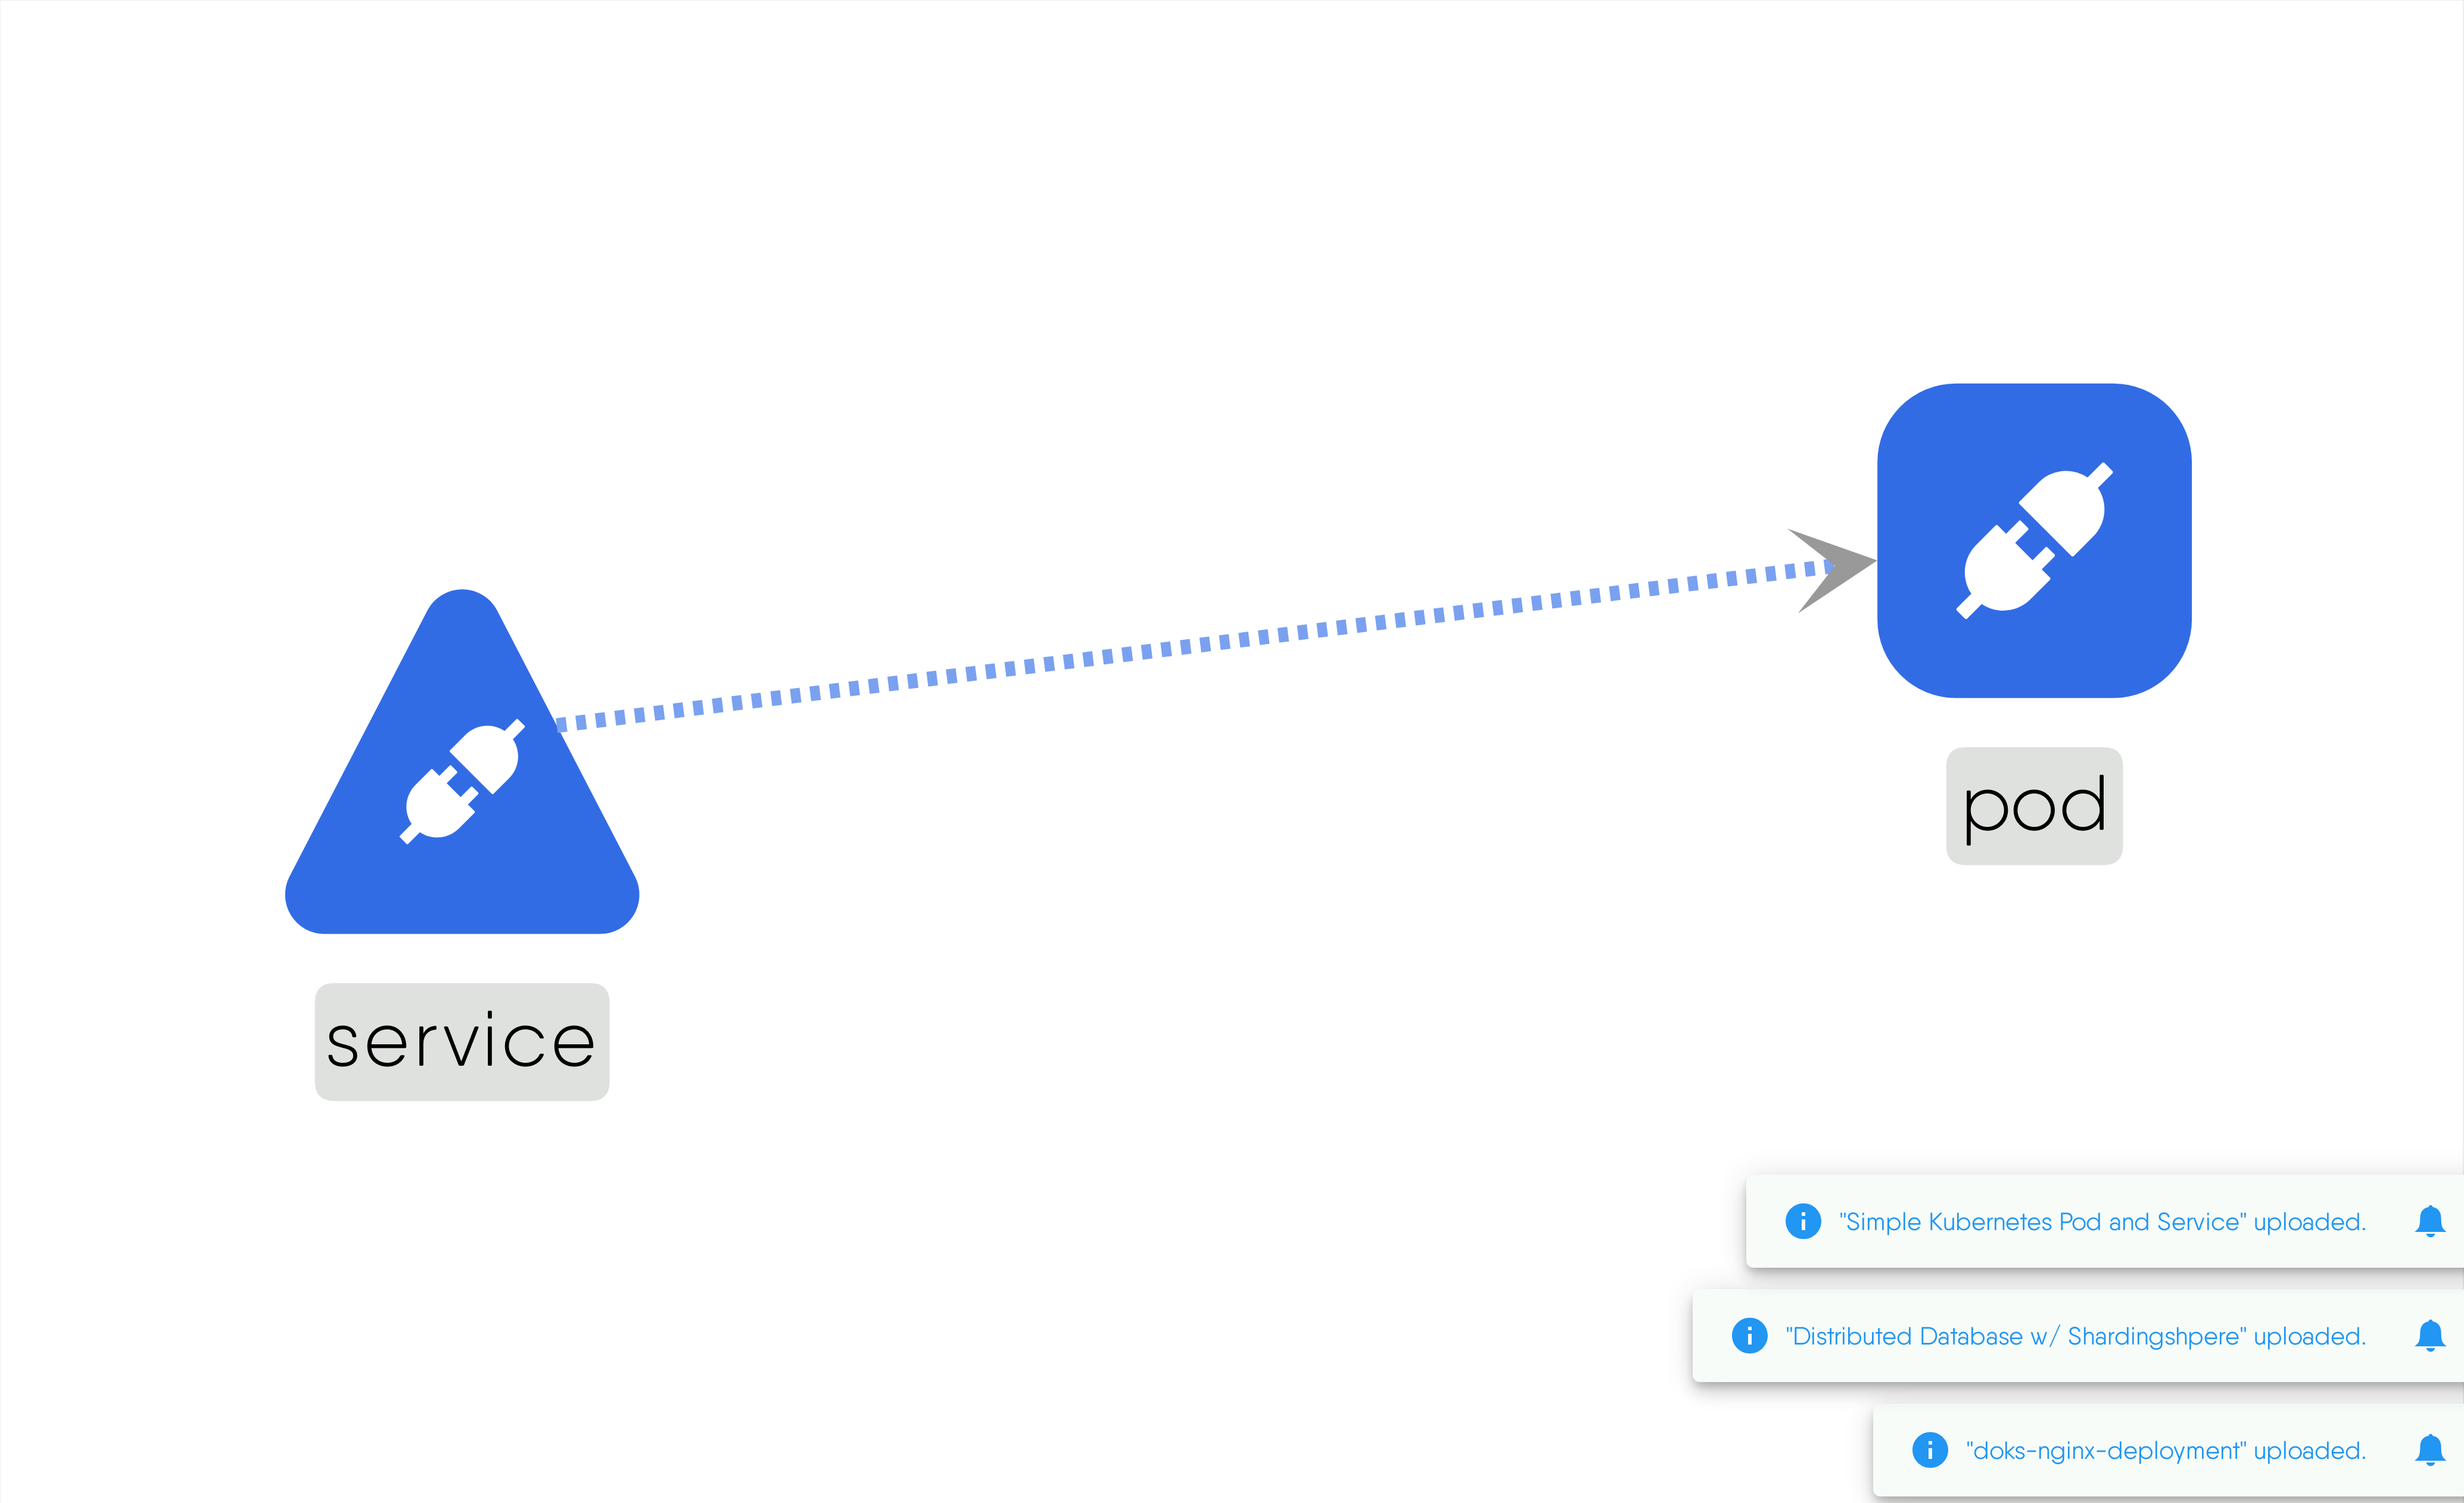 pod
service
"Simple Kubernetes Pod and Service" uploaded.
"Distributed Database w/ Shardingshpere" uploaded.
"doks-nginx-deployment" uploaded.